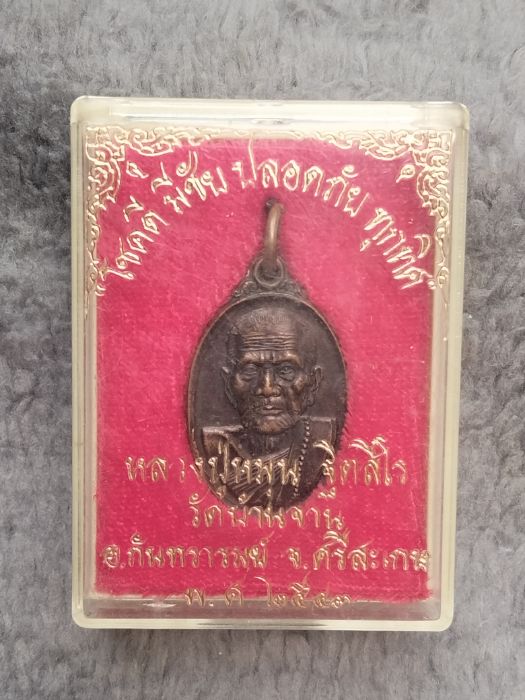 โชคดี มีชัย ปลอดภัย ทุกทิศ
หลวงปู่หมุน ฐิตสีโร
วัดบ้านจาน
อ.กันทรารมย์ จ.ศรีสะเกษ
พ.ศ ๒๕๔๓